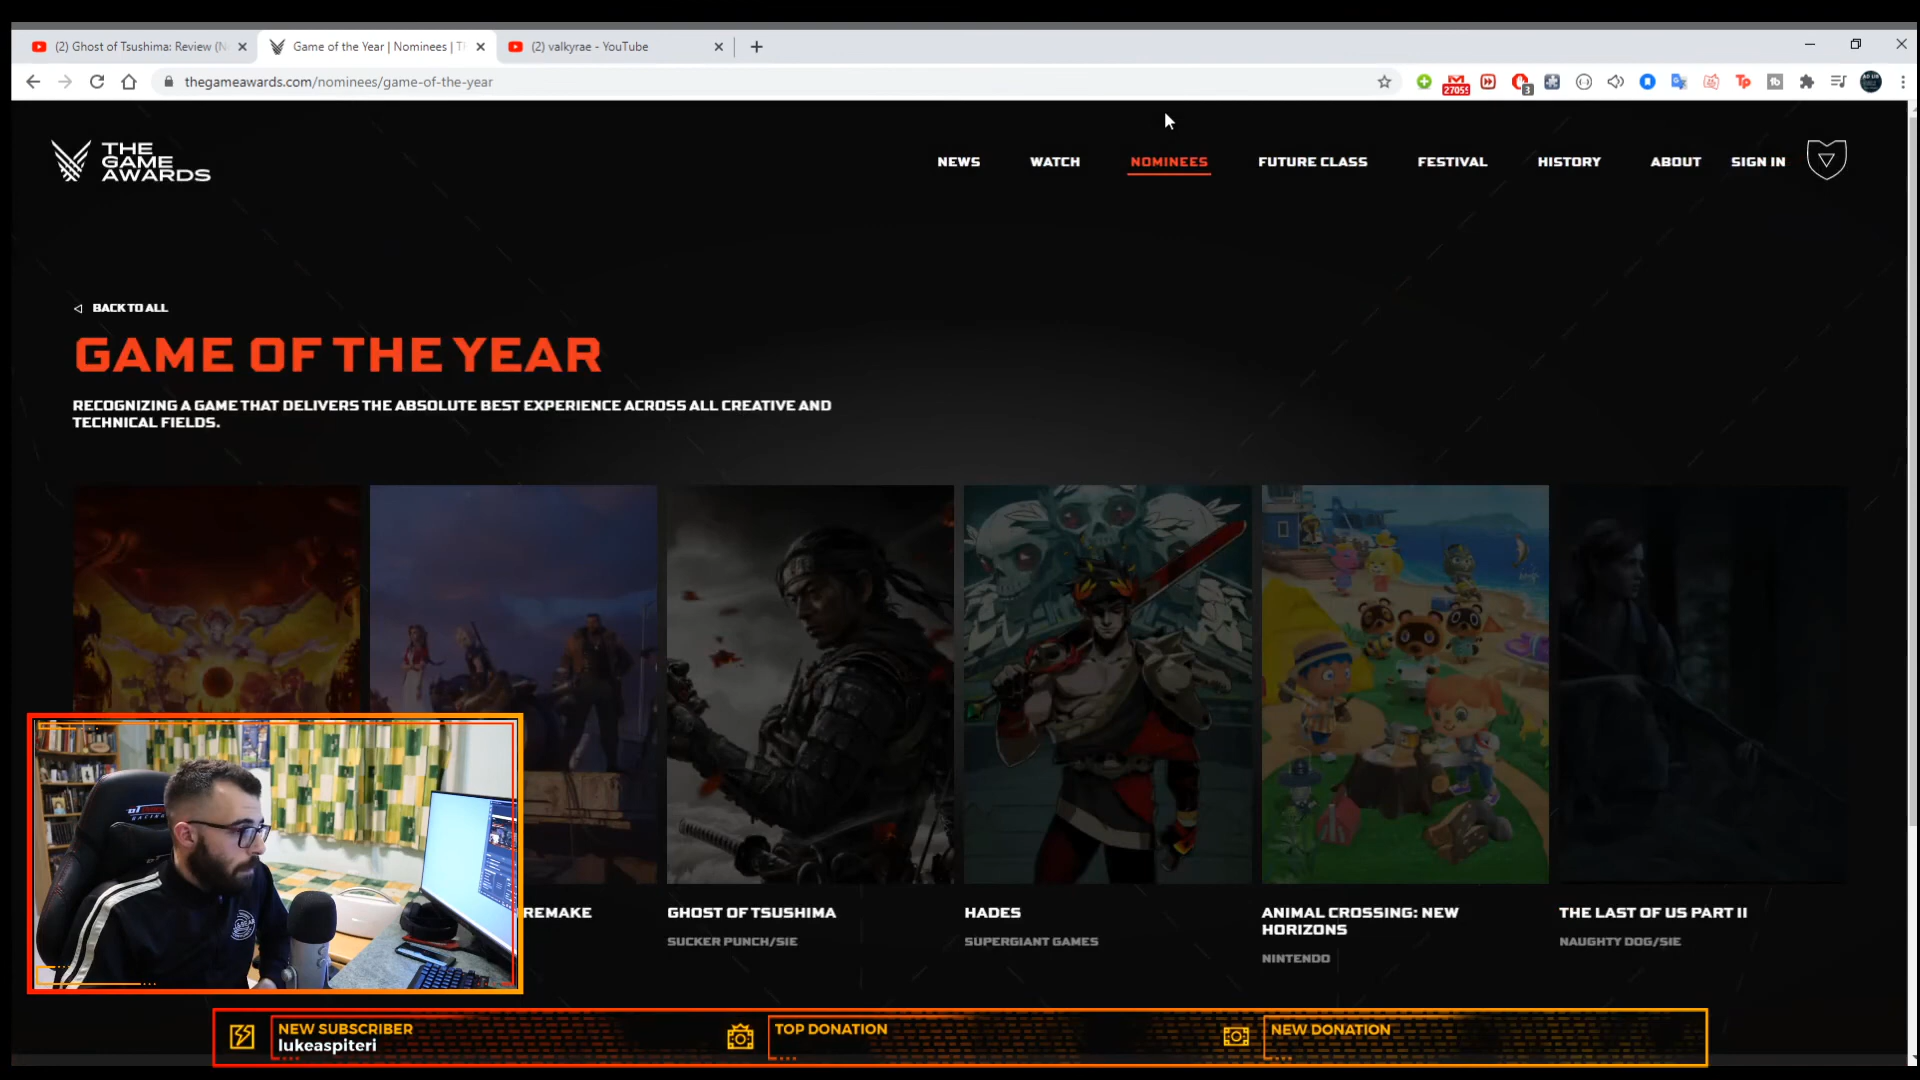 (2) Ghost of Tsushima: Review (N
Game of the Year | Nominees | T
(2) valkyrae - YouTube
thegameawards.com/nominees/game-of-the-year
27055
3
THE
GAME
AWARDS
NEWS
WATCH
NOMINEES
FUTURE CLASS
FESTIVAL
HISTORY
ABOUT
SIGN IN
BACK TO ALL
GAME OF THE YEAR
RECOGNIZING A GAME THAT DELIVERS THE ABSOLUTE BEST EXPERIENCE ACROSS ALL CREATIVE AND
TECHNICAL FIELDS.
REMAKE
GHOST OF TSUSHIMA
SUCKER PUNCH/SIE
HADES
SUPERGIANT GAMES
ANIMAL CROSSING: NEW
HORIZONS
NINTENDO
THE LAST OF US PART II
NAUGHTY DOG/SIE
NEW SUBSCRIBER
lukeaspiteri
TOP DONATION
NEW DONATION